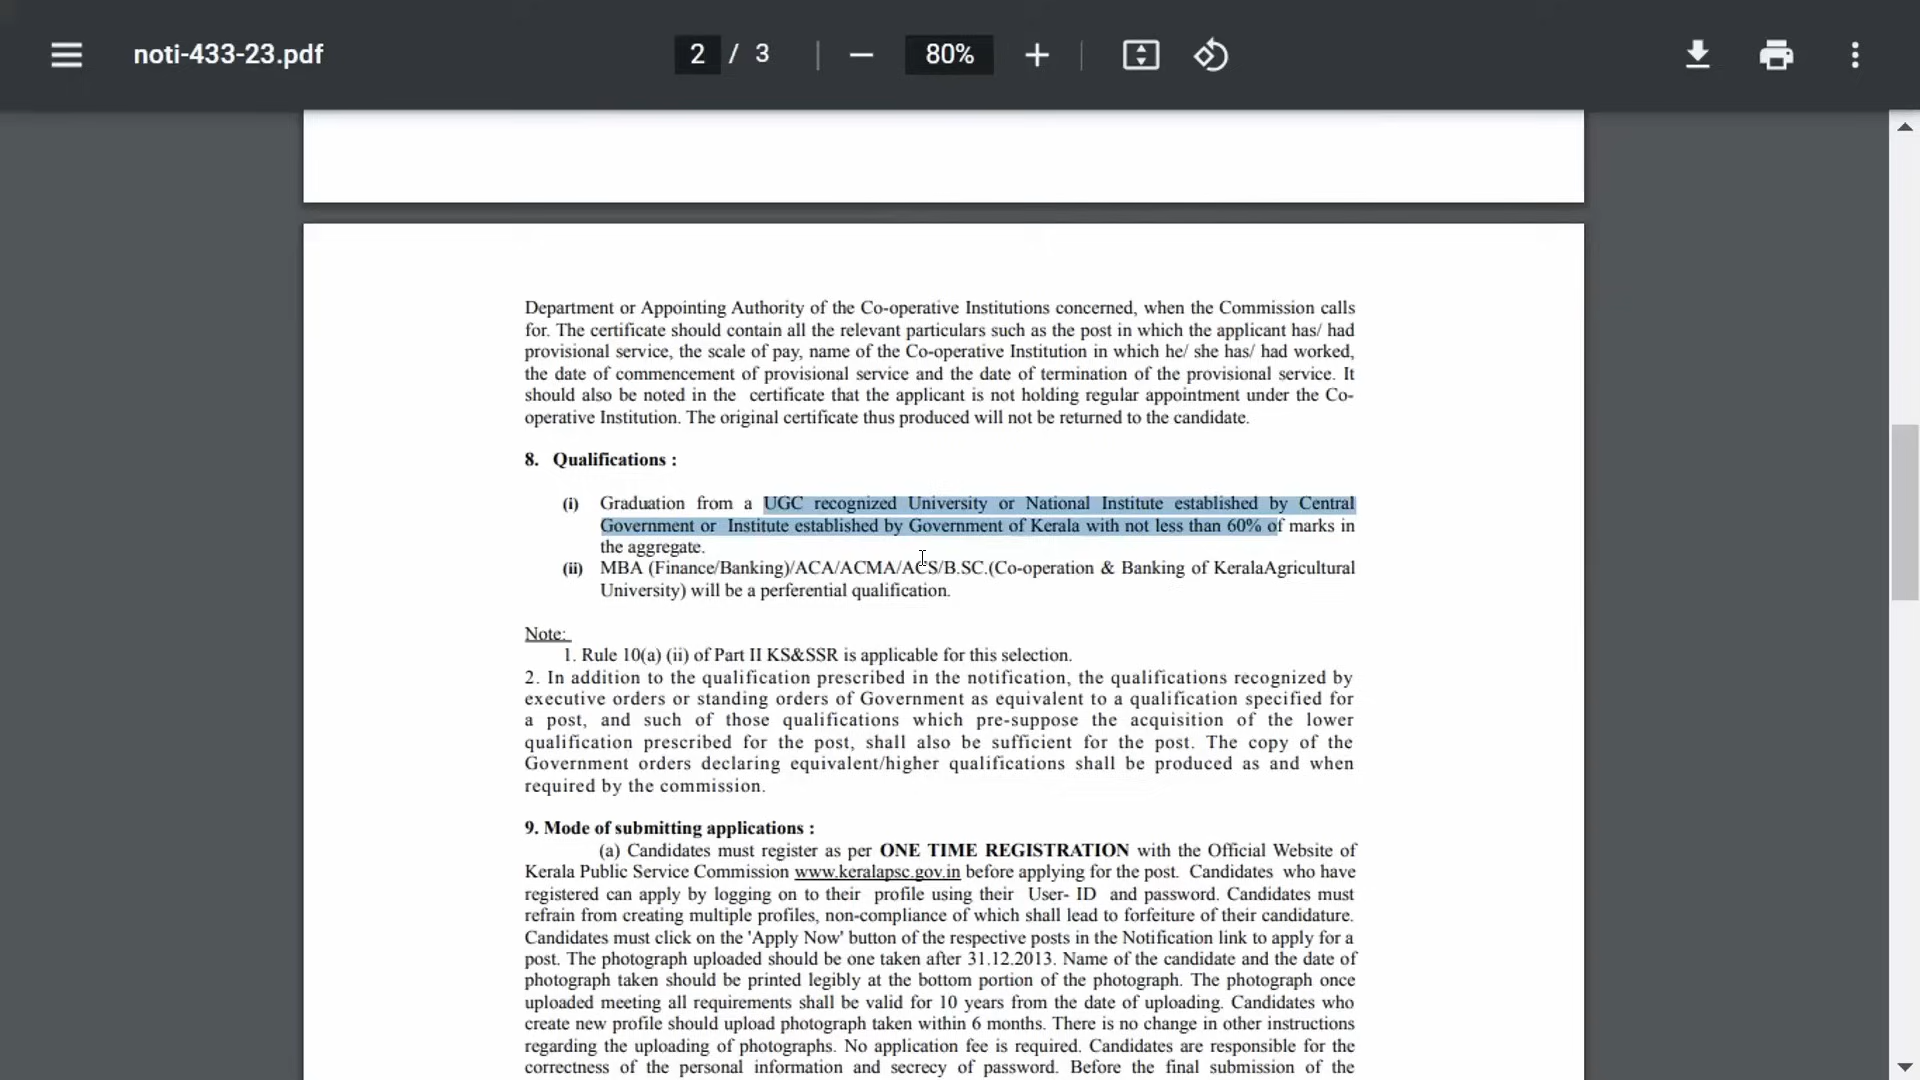 noti-433-23.pdf
2 / 3
80%
Department or Appointing Authority of the Co-operative Institutions concerned, when the Commission calls
for. The certificate should contain all the relevant particulars such as the post in which the applicant has/ had
provisional service, the scale of pay, name of the Co-operative Institution in which he/ she has/ had worked,
the date of commencement of provisional service and the date of termination of the provisional service. It
should also be noted in the certificate that the applicant is not holding regular appointment under the Co-
operative Institution. The original certificate thus produced will not be returned to the candidate.
8. Qualifications :
(i) Graduation from a UGC recognized University or National Institute established by Central
Government or Institute established by Government of Kerala with not less than 60% of marks in
the aggregate.
(ii) MBA (Finance/Banking)/ACA/ACMA/ACS/B.SC.(Co-operation & Banking of KeralaAgricultural
University) will be a perferential qualification.
Note:
1. Rule 10(a) (ii) of Part II KS&SSR is applicable for this selection.
2. In addition to the qualification prescribed in the notification, the qualifications recognized by
executive orders or standing orders of Government as equivalent to a qualification specified for
a post, and such of those qualifications which pre-suppose the acquisition of the lower
qualification prescribed for the post, shall also be sufficient for the post. The copy of the
Government orders declaring equivalent/higher qualifications shall be produced as and when
required by the commission.
9. Mode of submitting applications :
(a) Candidates must register as per ONE TIME REGISTRATION with the Official Website of
Kerala Public Service Commission www.keralapsc.gov.in before applying for the post. Candidates who have
registered can apply by logging on to their profile using their User- ID and password. Candidates must
refrain from creating multiple profiles, non-compliance of which shall lead to forfeiture of their candidature.
Candidates must click on the 'Apply Now' button of the respective posts in the Notification link to apply for a
post. The photograph uploaded should be one taken after 31.12.2013. Name of the candidate and the date of
photograph taken should be printed legibly at the bottom portion of the photograph. The photograph once
uploaded meeting all requirements shall be valid for 10 years from the date of uploading. Candidates who
create new profile should upload photograph taken within 6 months. There is no change in other instructions
regarding the uploading of photographs. No application fee is required. Candidates are responsible for the
correctness of the personal information and secrecy of password. Before the final submission of the